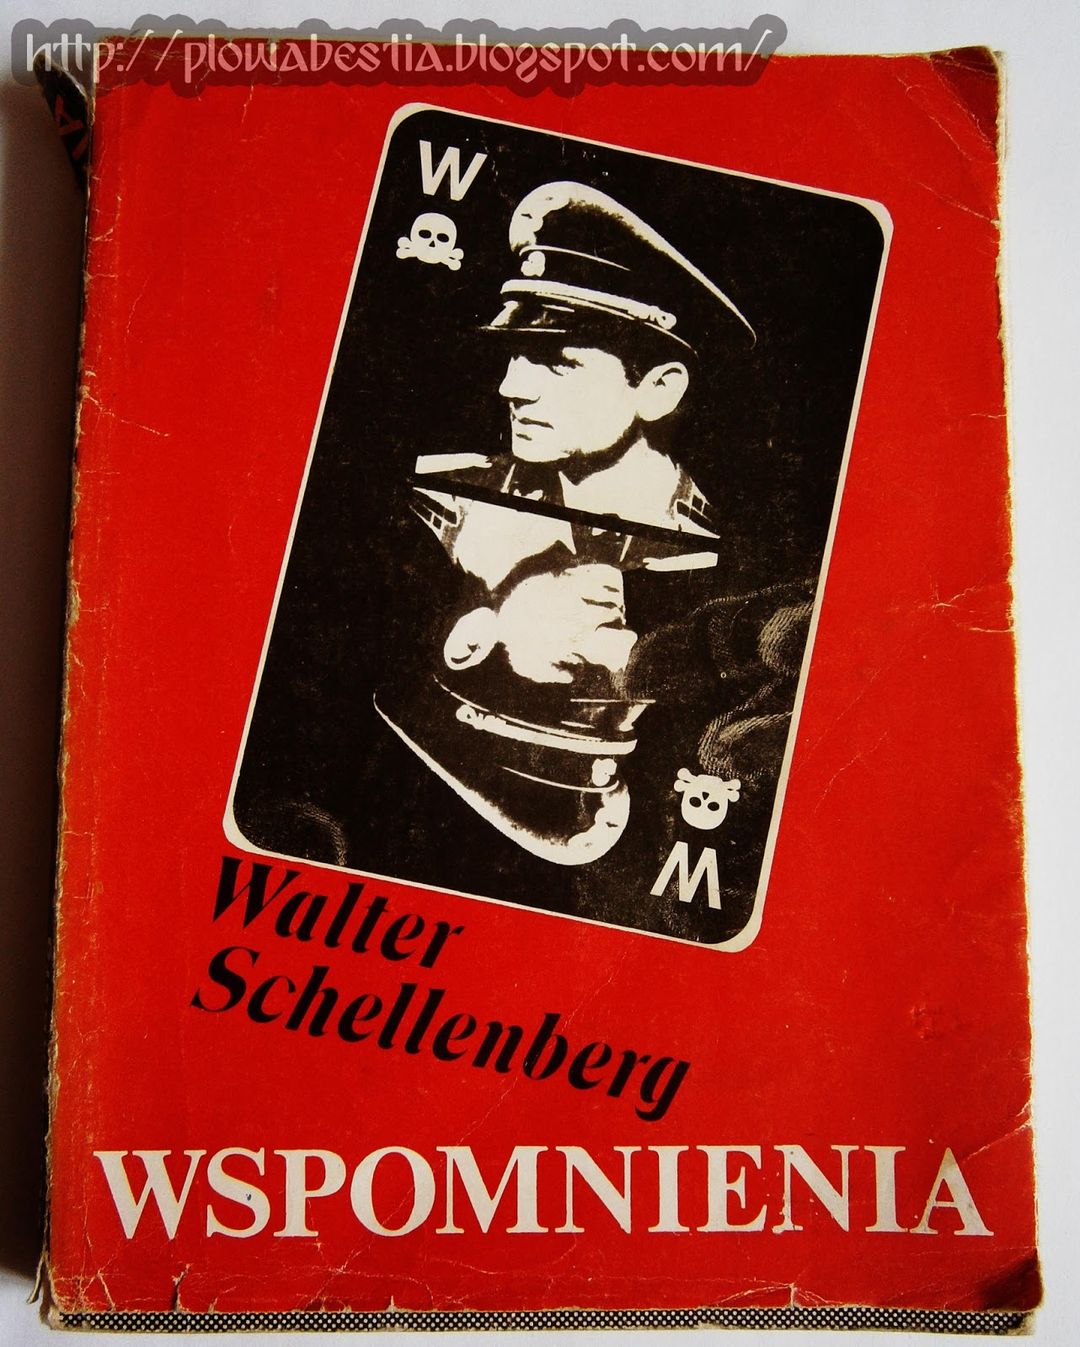 http://plowabestia.blogspot.com/
W
W
Walter
Schellenberg
WSPOMNIENIA